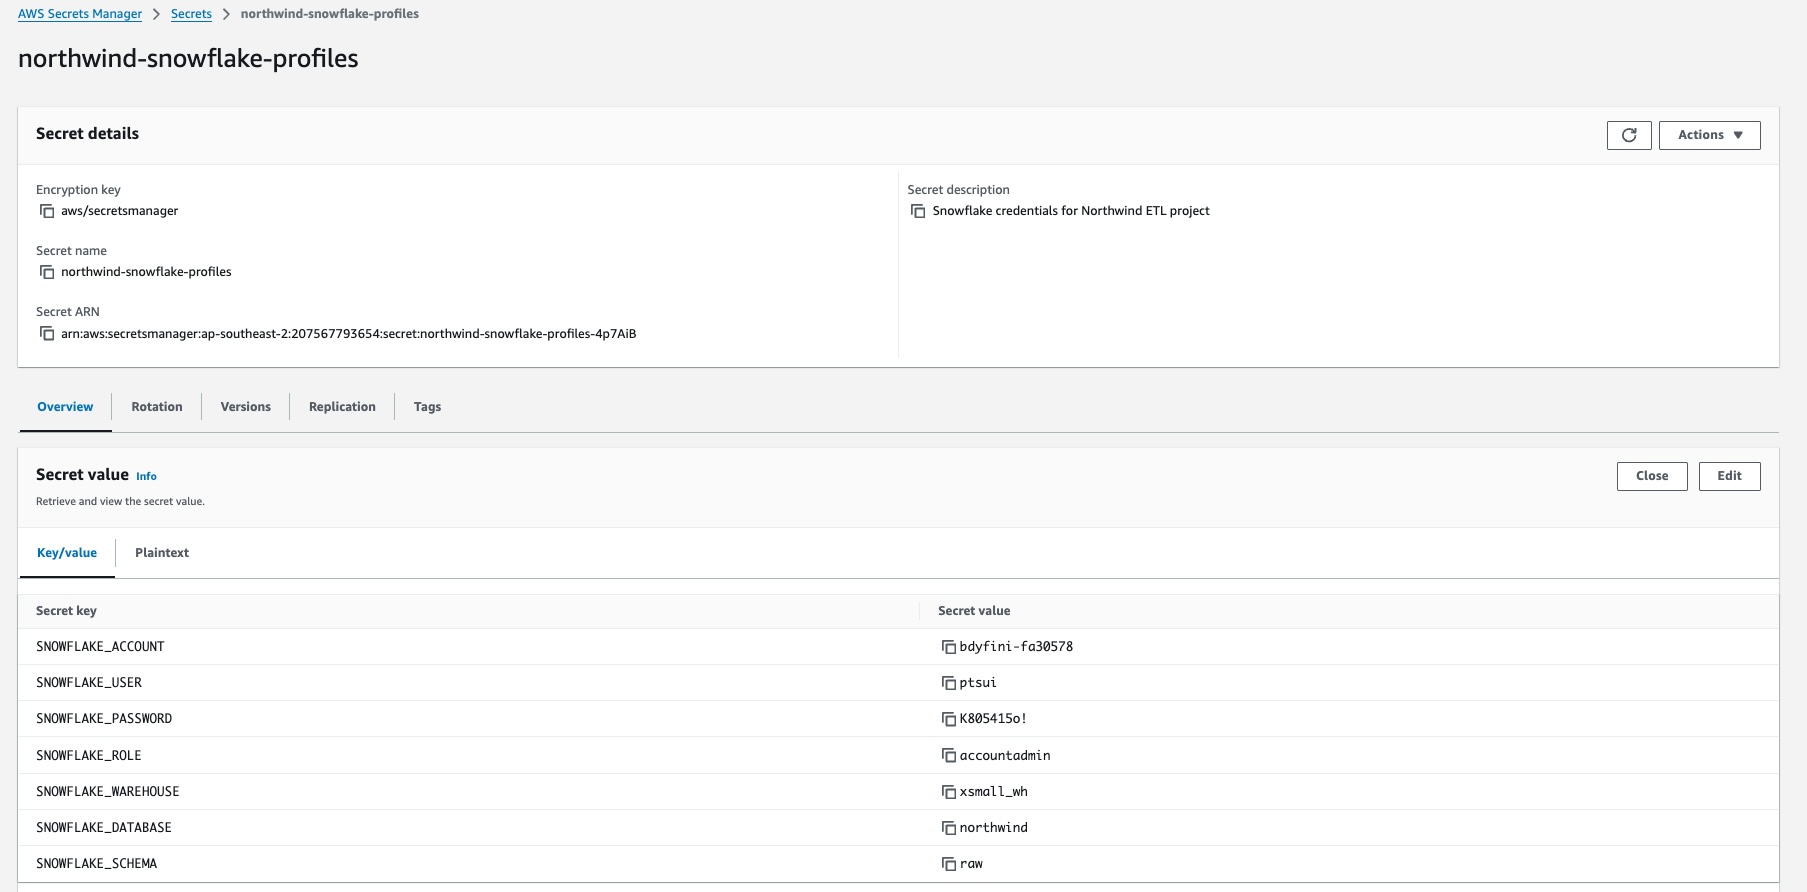 AWS Secrets Manager > Secrets > northwind-snowflake-profiles
northwind-snowflake-profiles
Secret details
Actions
Encryption key
aws/secretsmanager
Secret description
Snowflake credentials for Northwind ETL project
Secret name
northwind-snowflake-profiles
Secret ARN
arn:aws:secretsmanager:ap-southeast-2:207567793654:secret:northwind-snowflake-profiles-4p7AiB
Overview Rotation Versions Replication Tags
Secret value Info
Retrieve and view the secret value.
Close Edit
Key/value Plaintext
Secret key Secret value
SNOWFLAKE_ACCOUNT bdyfini-fa30578
SNOWFLAKE_USER ptsui
SNOWFLAKE_PASSWORD K805415o!
SNOWFLAKE_ROLE accountadmin
SNOWFLAKE_WAREHOUSE xsmall_wh
SNOWFLAKE_DATABASE northwind
SNOWFLAKE_SCHEMA raw